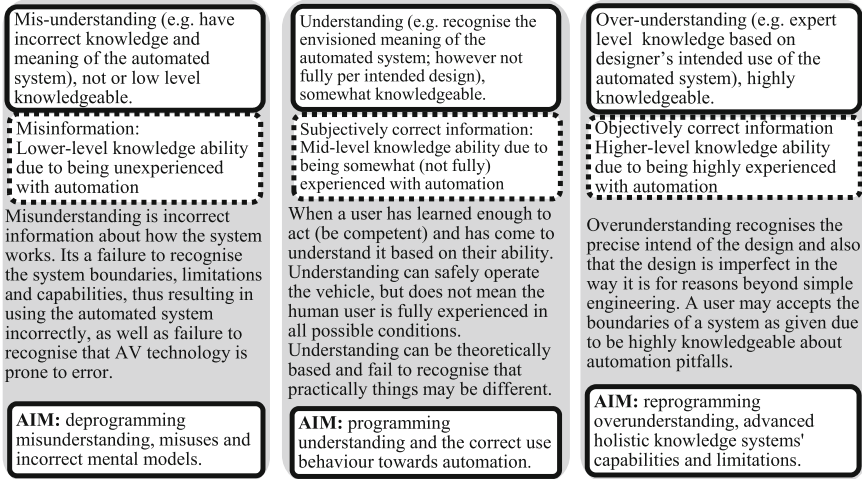 Mis-understanding (e.g. have
incorrect knowledge and
meaning of the automated
system), not or low level
knowledgeable.
Misinformation:
Lower-level knowledge ability
due to being unexperienced
with automation
Misunderstanding is incorrect
information about how the system
works. Its a failure to recognise
the system boundaries, limitations
and capabilities, thus resulting in
using the automated system
incorrectly, as well as failure to
recognise that AV technology is
prone to error.
AIM: deprogramming
misunderstanding, misuses and
incorrect mental models.
Understanding (e.g. recognise the
envisioned meaning of the
automated system; however not
fully per intended design),
somewhat knowledgeable.
Subjectively correct information:
Mid-level knowledge ability due to
being somewhat (not fully)
experienced with automation
When a user has learned enough to
act (be competent) and has come to
understand it based on their ability.
Understanding can safely operate
the vehicle, but does not mean the
human user is fully experienced in
all possible conditions.
Understanding can be theoretically
based and fail to recognise that
practically things may be different.
AIM: programming
understanding and the correct use
behaviour towards automation.
Over-understanding (e.g. expert
level knowledge based on
designer's intended use of the
automated system), highly
knowledgeable.
Objectively correct information
Higher-level knowledge ability
due to being highly experienced
with automation
Overunderstanding recognises the
precise intend of the design and also
that the design is imperfect in the
way it is for reasons beyond simple
engineering. A user may accepts the
boundaries of a system as given due
to be highly knowledgeable about
automation pitfalls.
AIM: reprogramming
overunderstanding, advanced
holistic knowledge systems'
capabilities and limitations.